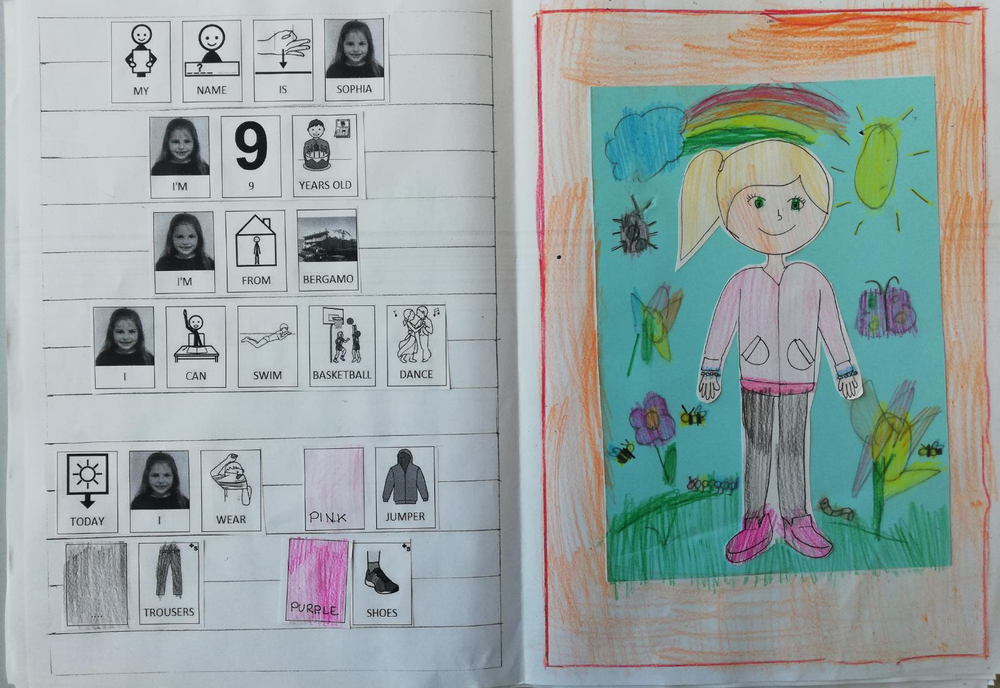 MY NAME IS SOPHIA
I'M 9 9 YEARS OLD
I'M FROM BERGAMO
I CAN SWIM BASKETBALL DANCE
TODAY I WEAR PINK JUMPER
.... TROUSERS +s PURPLE SHOES +s